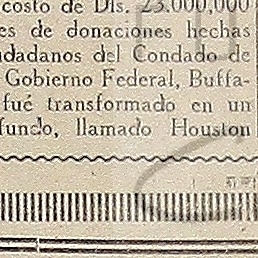 costo de Dls. 23.000,000
es de donaciones hechas
udadanos del Condado de
Gobierno Federal, Buffa-
fué transformado en un
fundo, llamado Houston